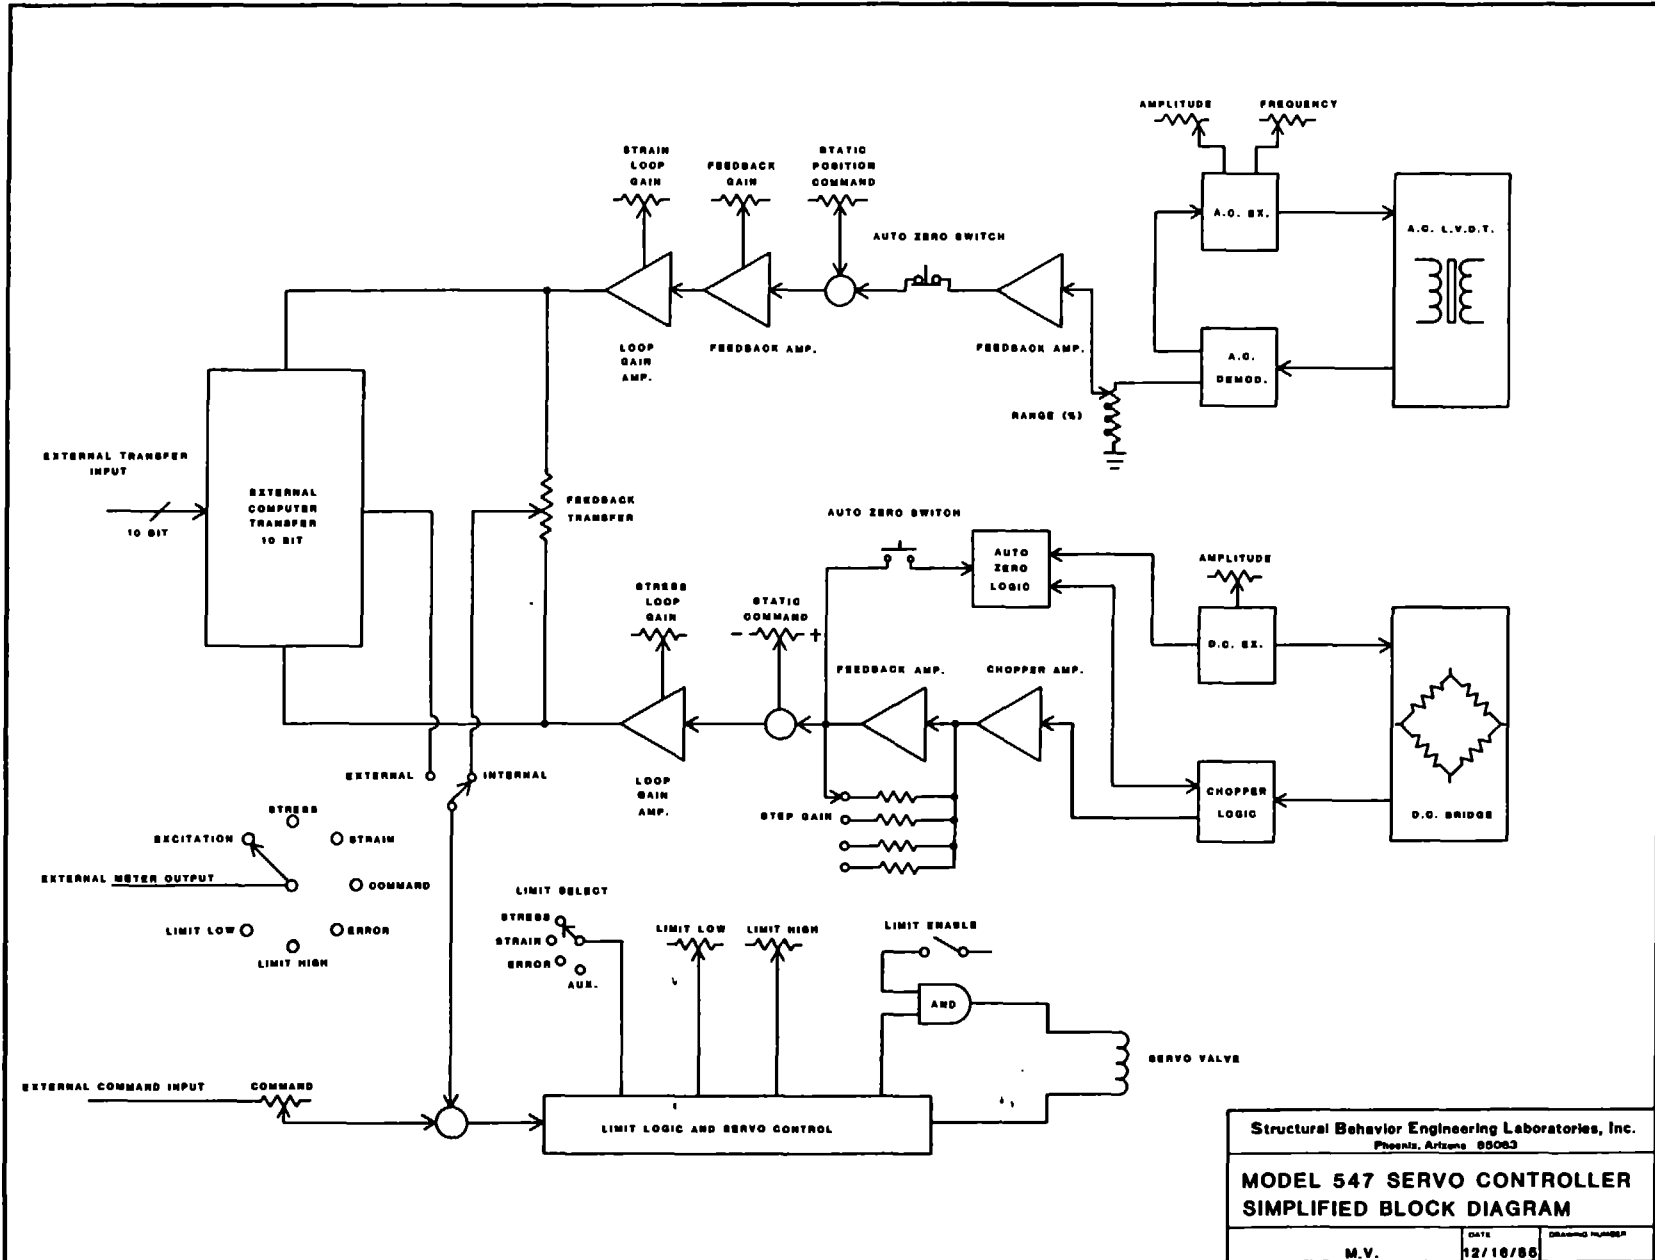 AMPLITUDE
FREQUENCY
STRAIN
LOOP
GAIN
FEEDBACK
GAIN
STATIC
POSITION
COMMAND
AUTO ZERO SWITCH
A.C. EX.
A.C. L.V.D.T.
LOOP
GAIN
AMP.
FEEDBACK AMP.
FEEDBACK AMP.
A.C.
DEMOD.
RANGE (%)
EXTERNAL TRANSFER
INPUT
10 BIT
EXTERNAL
COMPUTER
TRANSFER
10 BIT
FEEDBACK
TRANSFER
AUTO ZERO SWITCH
AUTO
ZERO
LOGIC
AMPLITUDE
STRESS
LOOP
GAIN
STATIC
COMMAND
- +
D.C. EX.
FEEDBACK AMP.
CHOPPER AMP.
EXTERNAL
INTERNAL
LOOP
GAIN
AMP.
STEP GAIN
CHOPPER
LOGIC
D.C. BRIDGE
STRESS
EXCITATION
STRAIN
EXTERNAL METER OUTPUT
COMMAND
LIMIT LOW
ERROR
LIMIT HIGH
LIMIT SELECT
STRESS
STRAIN
ERROR
AUX.
LIMIT LOW
LIMIT HIGH
LIMIT ENABLE
AND
SERVO VALVE
EXTERNAL COMMAND INPUT
COMMAND
LIMIT LOGIC AND SERVO CONTROL
Structural Behavior Engineering Laboratories, Inc.
Phoenix, Arizona 85063
MODEL 547 SERVO CONTROLLER
SIMPLIFIED BLOCK DIAGRAM
M.V.
DATE
12/16/86
DRAWING NUMBER